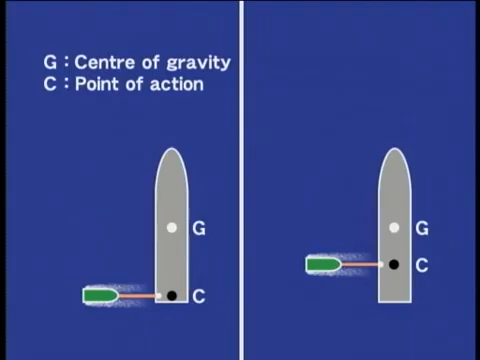 G : Centre of gravity
C : Point of action
G
C
G
C